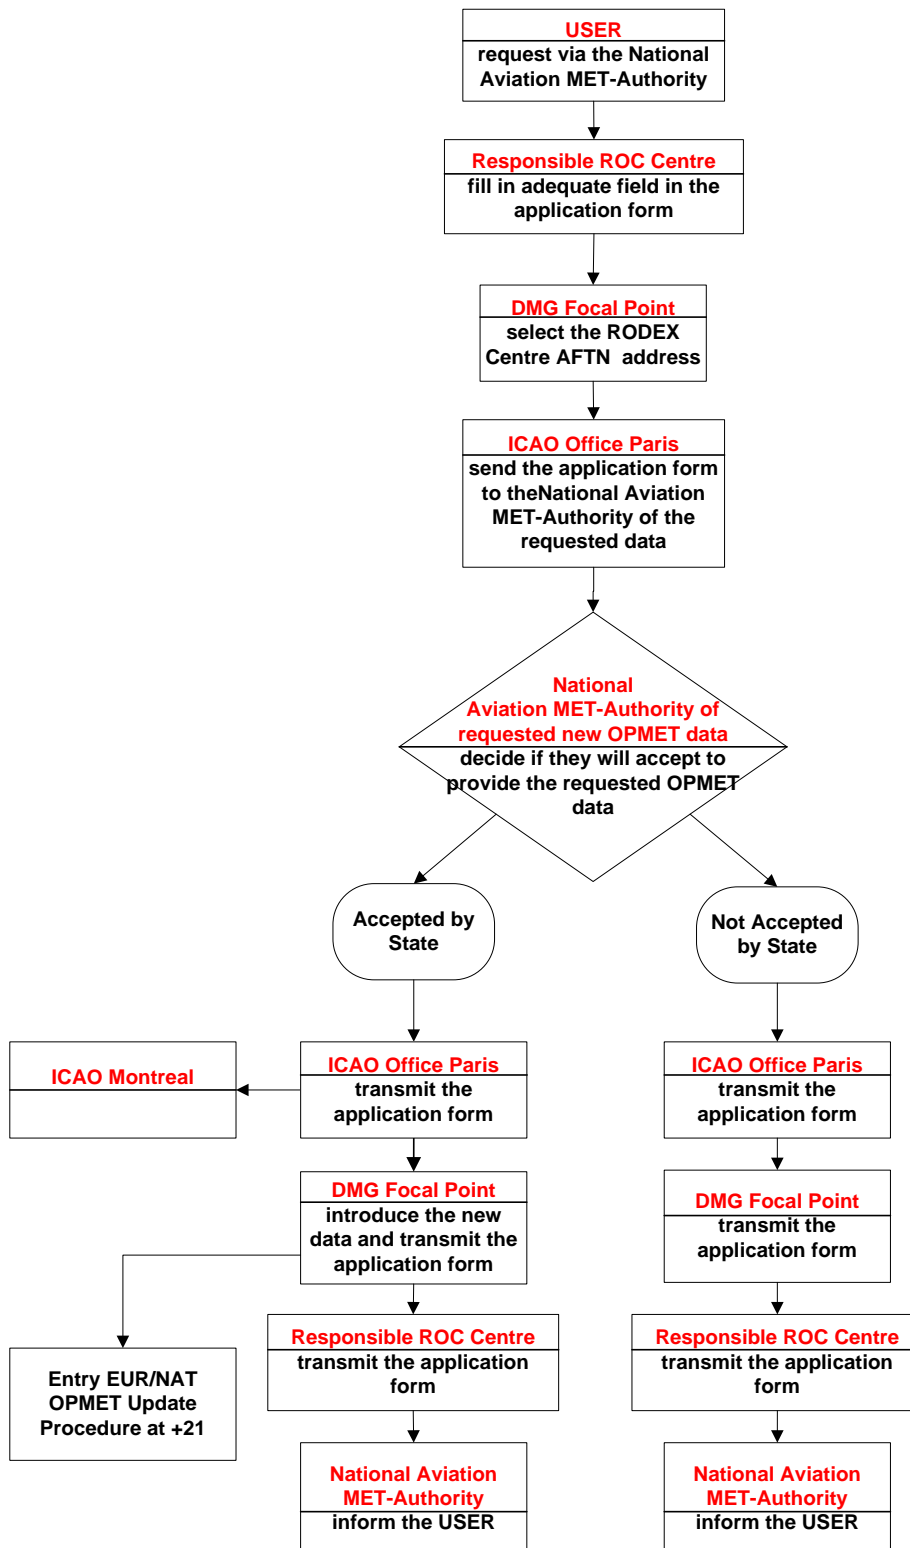 USER
request via the National
Aviation MET-Authority
Responsible ROC Centre
fill in adequate field in the
application form
DMG Focal Point
select the RODEX
Centre AFTN address
ICAO Office Paris
send the application form
to theNational Aviation
MET-Authority of the
requested data
National
Aviation MET-Authority of
requested new OPMET data
decide if they will accept to
provide the requested OPMET
data
Accepted by
State
Not Accepted
by State
ICAO Montreal
ICAO Office Paris
transmit the
application form
ICAO Office Paris
transmit the
application form
DMG Focal Point
introduce the new
data and transmit the
application form
DMG Focal Point
transmit the
application form
Entry EUR/NAT
OPMET Update
Procedure at +21
Responsible ROC Centre
transmit the application
form
Responsible ROC Centre
transmit the application
form
National Aviation
MET-Authority
inform the USER
National Aviation
MET-Authority
inform the USER